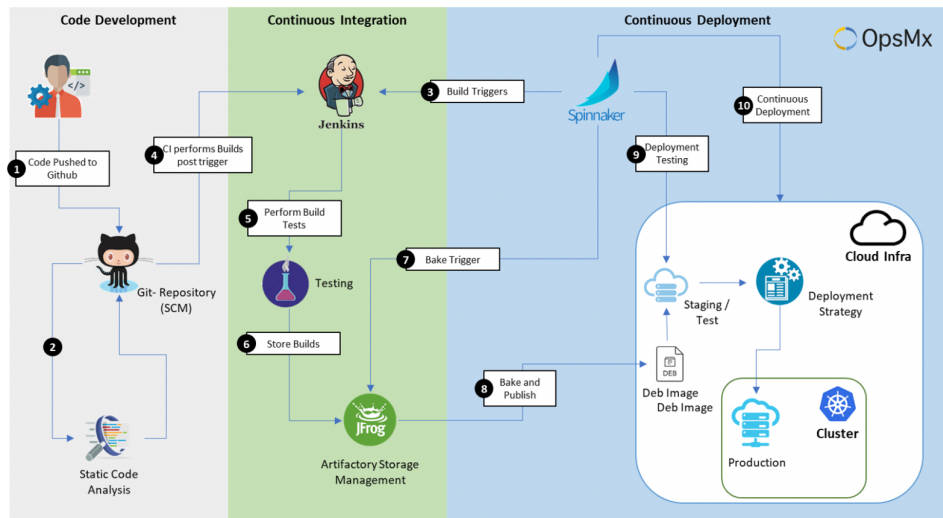 Code Development
Continuous Integration
Continuous Deployment
OpsMx
</>
Jenkins
3
Build Triggers
Spinnaker
10
Continuous
Deployment
1
Code Pushed to
Github
4
CI performs Builds
post trigger
9
Deployment
Testing
5
Perform Build
Tests
Cloud Infra
7
Bake Trigger
Testing
Git- Repository
(SCM)
Staging /
Test
Deployment
Strategy
2
6
Store Builds
DEB
8
Bake and
Publish
Deb Image
Deb Image
JFrog
Cluster
Static Code
Analysis
Artifactory Storage
Management
Production